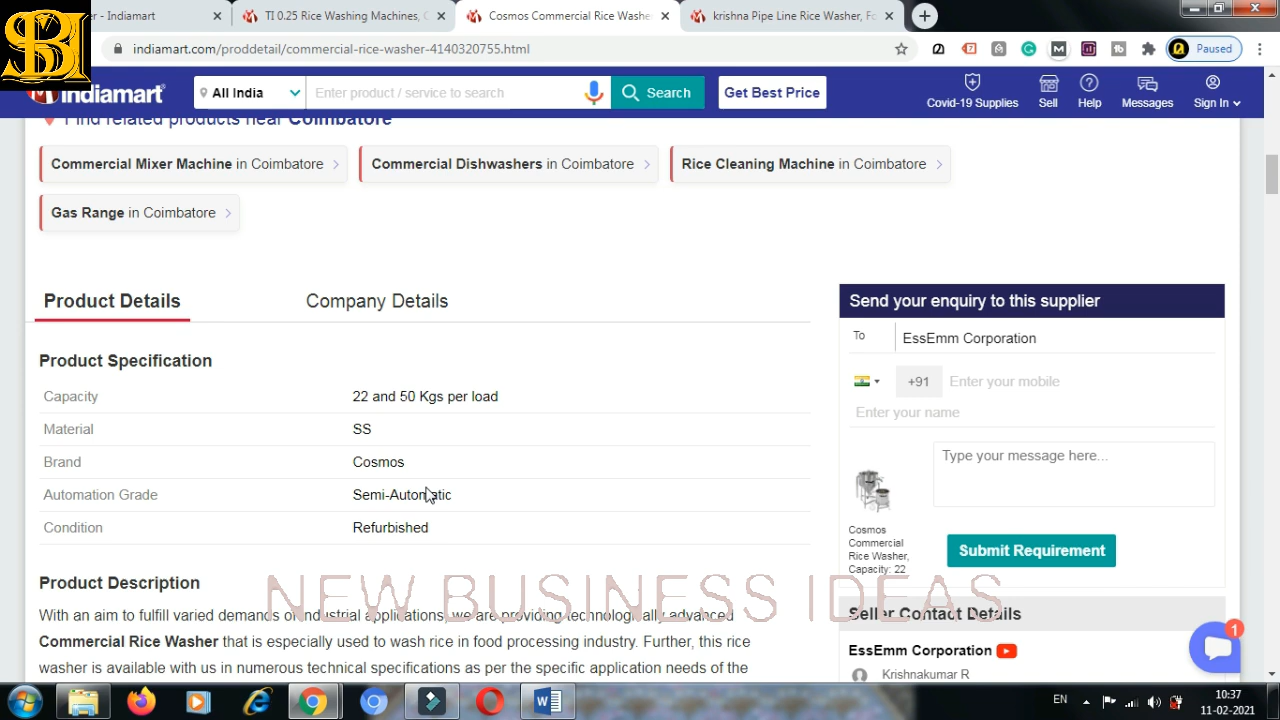 er - Indiamart
TI 0.25 Rice Washing Machines, C
Cosmos Commercial Rice Washe
krishna Pipe Line Rice Washer, Fo
indiamart.com/proddetail/commercial-rice-washer-4140320755.html
Paused
SBI
indiamart
All India
Enter product / service to search
Search
Get Best Price
Covid-19 Supplies
Sell
Help
Messages
Sign In
Find related products near Coimbatore
Commercial Mixer Machine in Coimbatore
Commercial Dishwashers in Coimbatore
Rice Cleaning Machine in Coimbatore
Gas Range in Coimbatore
Product Details
Company Details
Product Specification
Capacity 22 and 50 Kgs per load
Material SS
Brand Cosmos
Automation Grade Semi-Automatic
Condition Refurbished
Product Description
With an aim to fulfill varied demands of industrial applications, we are providing technologically advanced
Commercial Rice Washer that is especially used to wash rice in food processing industry. Further, this rice
washer is available with us in numerous technical specifications as per the specific application needs of the
Send your enquiry to this supplier
To EssEmm Corporation
+91 Enter your mobile
Enter your name
Type your message here...
Cosmos
Commercial
Rice Washer,
Capacity: 22
Submit Requirement
Seller Contact Details
EssEmm Corporation
Krishnakumar R
1
NEW BUSINESS IDEAS
EN
10:37
11-02-2021